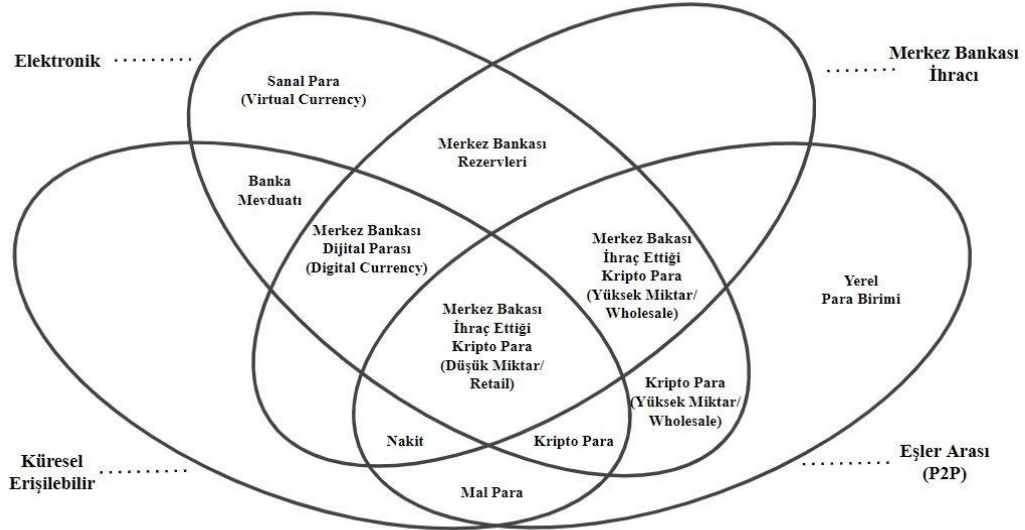 Elektronik
Merkez Bankası
İhracı
Sanal Para
(Virtual Currency)
Merkez Bankası
Rezervleri
Banka
Mevduatı
Merkez Bankası
Dijital Parası
(Digital Currency)
Merkez Bakası
İhraç Ettiği
Kripto Para
(Yüksek Miktar/
Wholesale)
Yerel
Para Birimi
Merkez Bakası
İhraç Ettiği
Kripto Para
(Düşük Miktar/
Retail)
Kripto Para
(Yüksek Miktar/
Wholesale)
Nakit
Kripto Para
Küresel
Erişilebilir
Eşler Arası
(P2P)
Mal Para